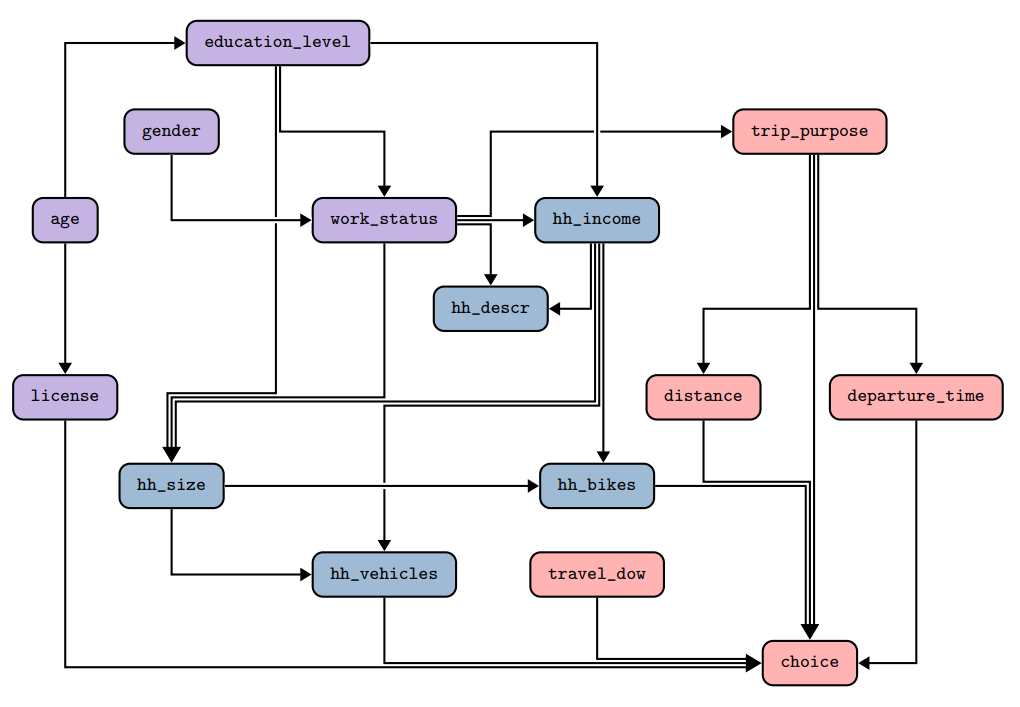 education_level
gender
trip_purpose
age
work_status
hh_income
hh_descr
license
distance
departure_time
hh_size
hh_bikes
hh_vehicles
travel_dow
choice